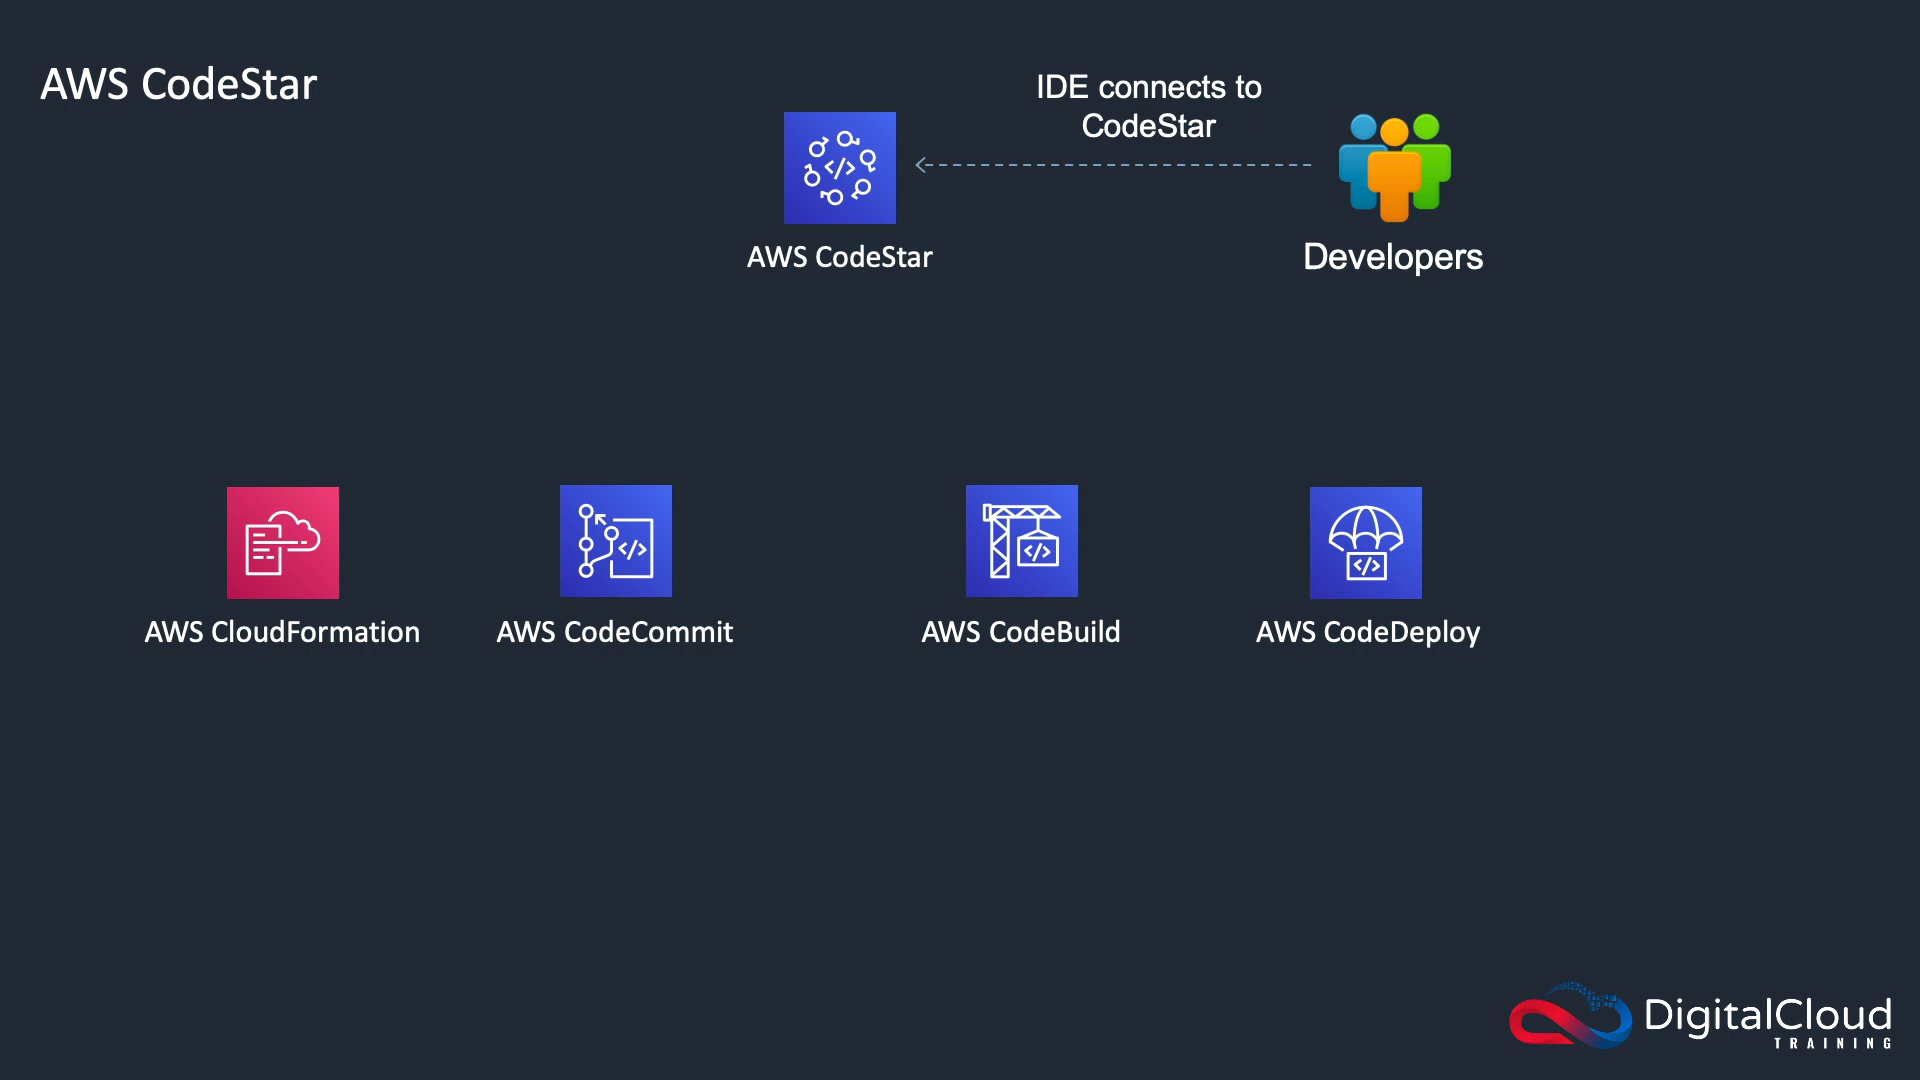 AWS CodeStar
IDE connects to
CodeStar
AWS CodeStar
Developers
AWS CloudFormation
AWS CodeCommit
AWS CodeBuild
AWS CodeDeploy
DigitalCloud
TRAINING